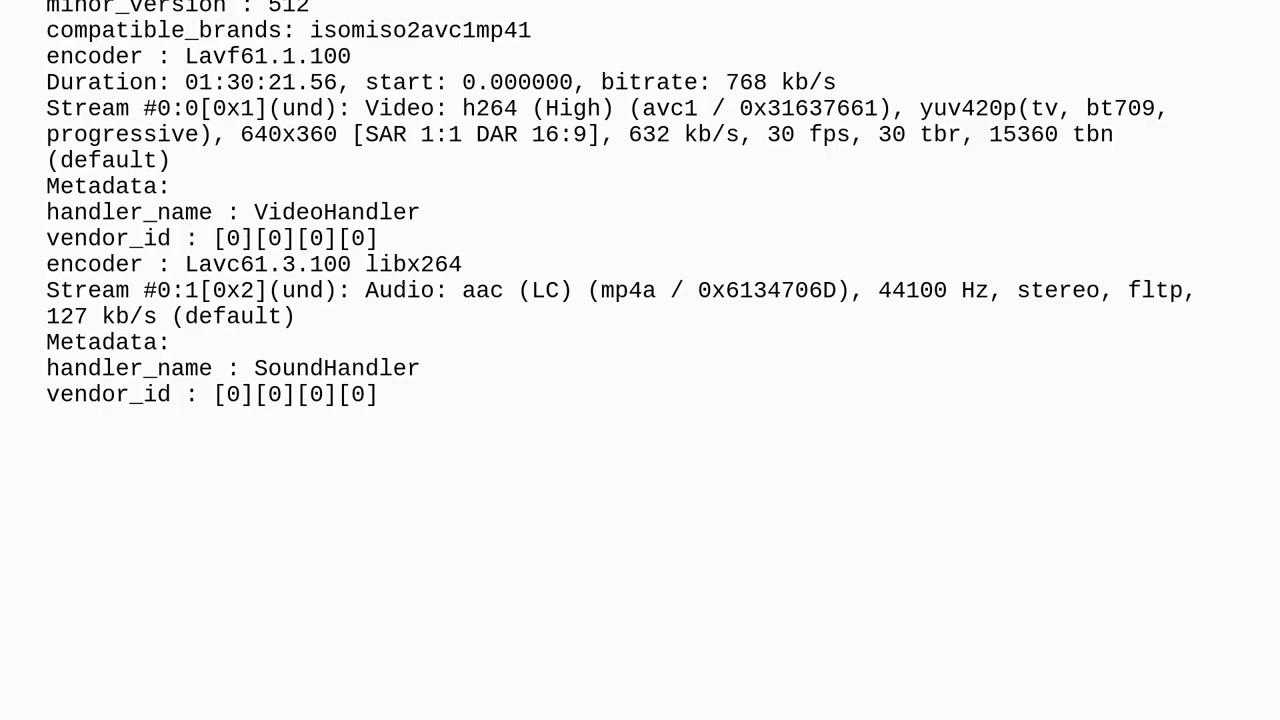 minor_version : 512
compatible_brands: isomiso2avc1mp41
encoder : Lavf61.1.100
Duration: 01:30:21.56, start: 0.000000, bitrate: 768 kb/s
Stream #0:0[0x1](und): Video: h264 (High) (avc1 / 0x31637661), yuv420p(tv, bt709,
progressive), 640x360 [SAR 1:1 DAR 16:9], 632 kb/s, 30 fps, 30 tbr, 15360 tbn
(default)
Metadata:
handler_name : VideoHandler
vendor_id : [0][0][0][0]
encoder : Lavc61.3.100 libx264
Stream #0:1[0x2](und): Audio: aac (LC) (mp4a / 0x6134706D), 44100 Hz, stereo, fltp,
127 kb/s (default)
Metadata:
handler_name : SoundHandler
vendor_id : [0][0][0][0]